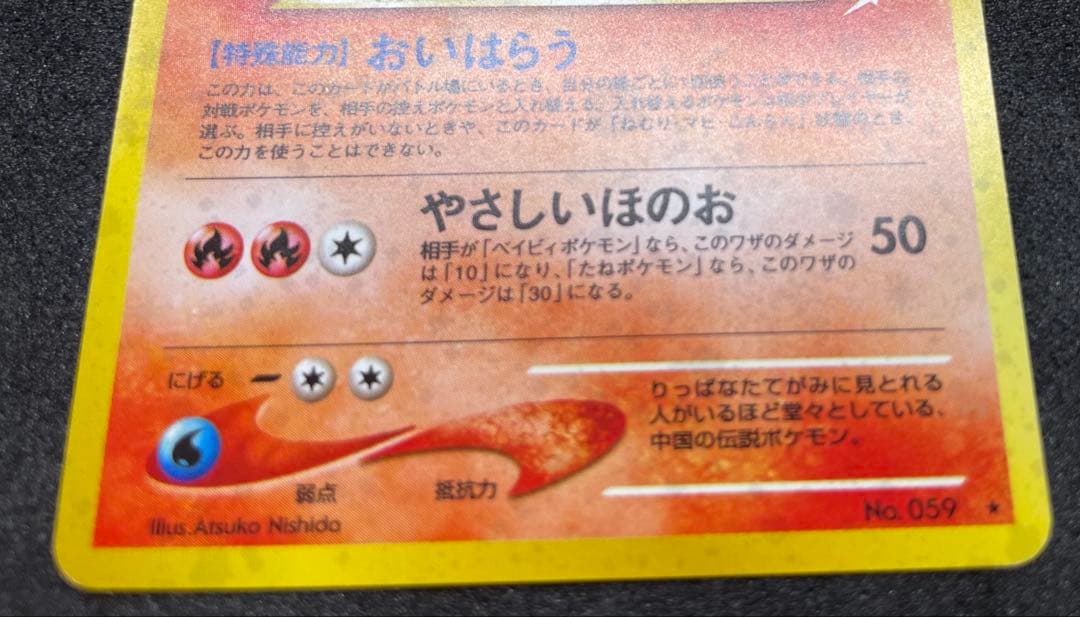 【特殊能力】 おいはらう
この力は、このカードがバトル場にいるとき、自分の番ごとに1回使うことができる。相手の
対戦ポケモンを、相手の控えポケモンと入れ替える。入れ替えるポケモンは相手プレイヤーが
選ぶ。相手に控えがいないときや、このカードが「ねむり・マヒ・こんらん」状態のとき、
この力を使うことはできない。
やさしいほのお
50
相手が「ベイビィポケモン」なら、このワザのダメージ
は「10」になり、「たねポケモン」なら、このワザの
ダメージは「30」になる。
にげる
りっぱなたてがみに見とれる
人がいるほど堂々としている、
中国の伝説ポケモン。
弱点
抵抗力
Illus. Atsuko Nishida
No. 059 ★